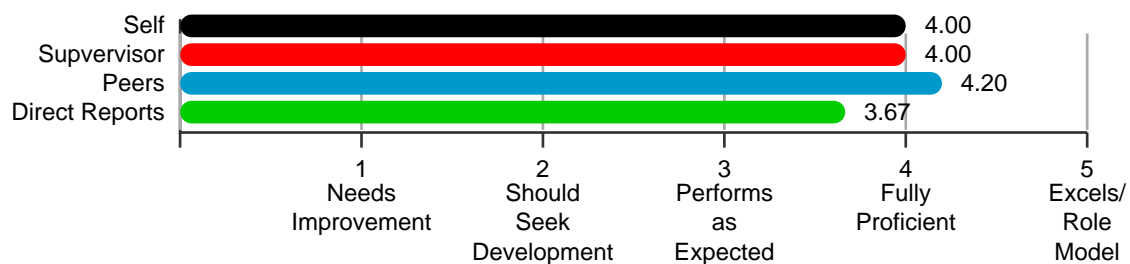 Self 4.00
Supvervisor 4.00
Peers 4.20
Direct Reports 3.67
1 2 3 4 5
Needs Should Performs Fully Excels/
Improvement Seek as Proficient Role
Development Expected Model